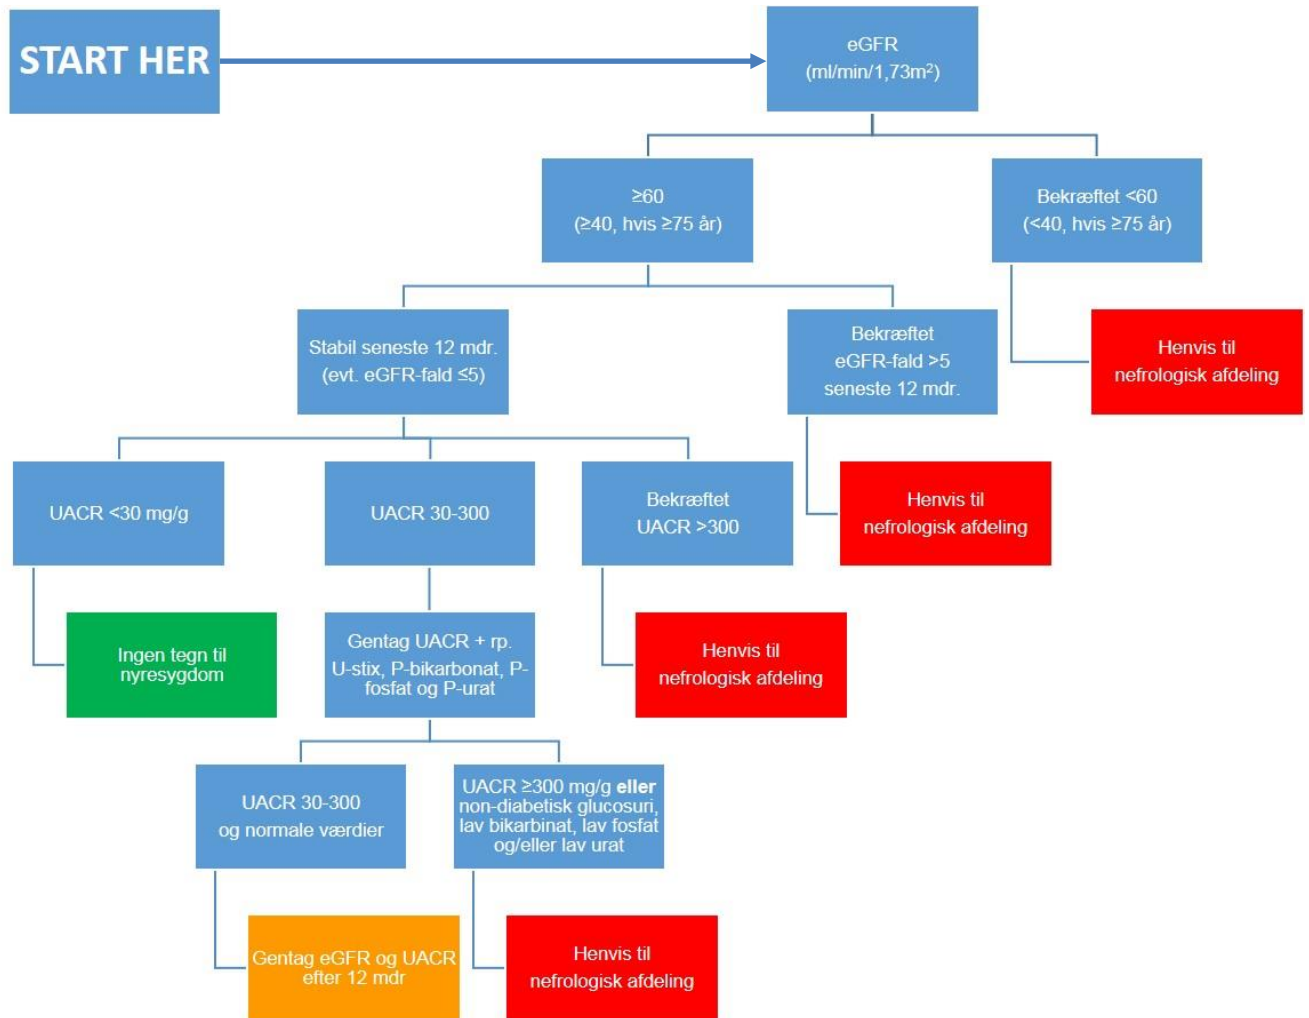 START HER
eGFR
(ml/min/1,73m²)
≥60
(≥40, hvis ≥75 år)
Bekræftet <60
(<40, hvis ≥75 år)
Stabil seneste 12 mdr.
(evt. eGFR-fald ≤5)
Bekræftet
eGFR-fald >5
seneste 12 mdr.
Henvis til
nefrologisk afdeling
UACR <30 mg/g
UACR 30-300
Bekræftet
UACR >300
Henvis til
nefrologisk afdeling
Ingen tegn til
nyresygdom
Gentag UACR + rp.
U-stix, P-bikarbonat, P-
fosfat og P-urat
Henvis til
nefrologisk afdeling
UACR 30-300
og normale værdier
UACR ≥300 mg/g eller
non-diabetisk glucosuri,
lav bikarbinat, lav fosfat
og/eller lav urat
Gentag eGFR og UACR
efter 12 mdr
Henvis til
nefrologisk afdeling